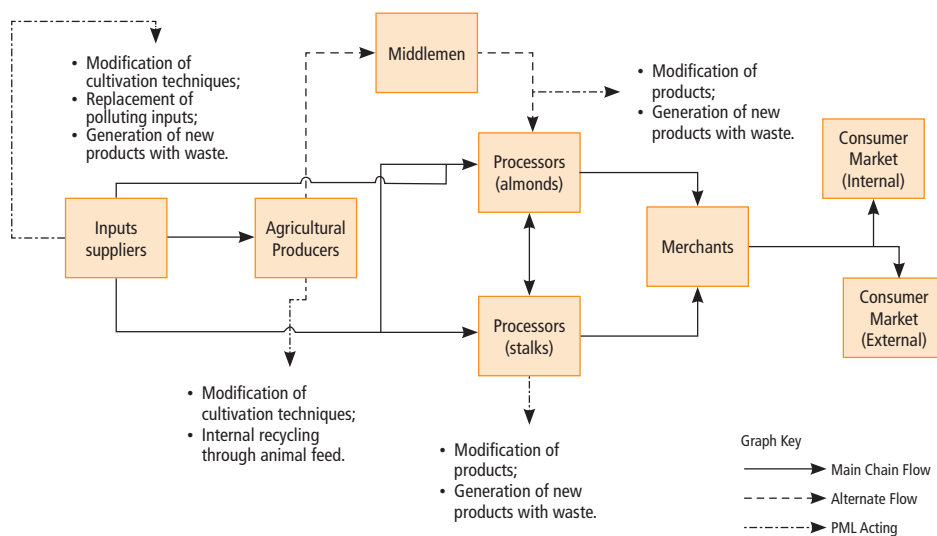 • Modification of
cultivation techniques;
• Replacement of
polluting inputs;
• Generation of new
products with waste.
Middlemen
• Modification of
products;
• Generation of new
products with waste.
Inputs
suppliers
Agricultural
Producers
Processors
(almonds)
Processors
(stalks)
Merchants
Consumer
Market
(Internal)
Consumer
Market
(External)
• Modification of
cultivation techniques;
• Internal recycling
through animal feed.
• Modification of
products;
• Generation of new
products with waste.
Graph Key
Main Chain Flow
Alternate Flow
PML Acting